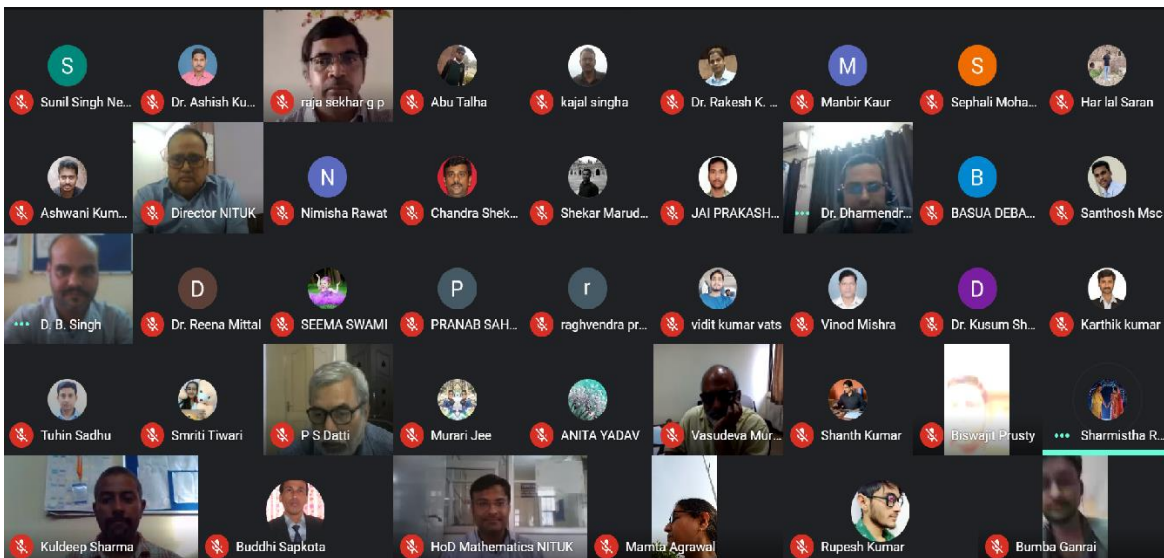 S
M
S
Sunil Singh Ne...
Dr. Ashish Ku...
raja sekhar g p
Abu Talha
kajal singha
Dr. Rakesh K. ...
Manbir Kaur
Sephali Moha...
Har lal Saran
N
B
Ashwani Kum...
Director NITUK
Nimisha Rawat
Chandra Shek...
Shekar Marud...
JAI PRAKASH...
Dr. Dharmendr...
BASUA DEBA...
Santhosh Msc
D
P
r
D
D. B. Singh
Dr. Reena Mittal
SEEMA SWAMI
PRANAB SAH...
raghvendra pr...
vidit kumar vats
Vinod Mishra
Dr. Kusum Sh...
Karthik kumar
Tuhin Sadhu
Smriti Tiwari
P S Datti
Murari Jee
ANITA YADAV
Vasudeva Mur...
Shanth Kumar
Biswajit Prusty
Sharmistha R...
Kuldeep Sharma
Buddhi Sapkota
HoD Mathematics NITUK
Mamta Agrawal
Rupesh Kumar
Bumba Ganrai